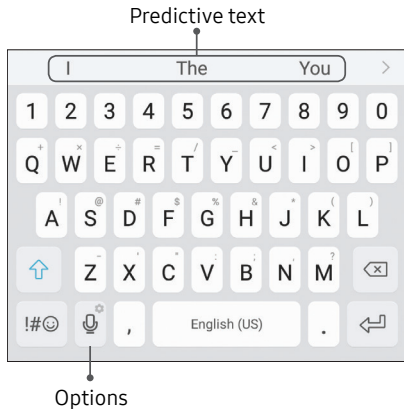 Predictive text
I The You >
1 2 3 4 5 6 7 8 9 0
+ × ÷ = / _ < > [ ]
Q W E R T Y U I O P
! @ # $ % & * ( )
A S D F G H J K L
- ' " : ; , ?
Z X C V B N M
!#☺ , English (US) .
Options